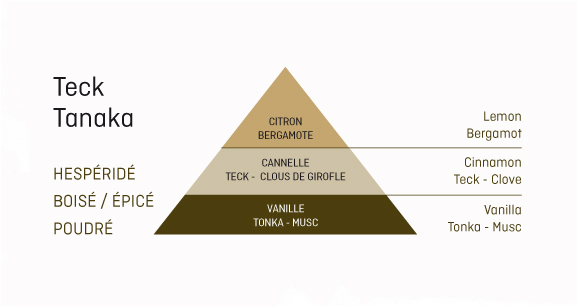 Teck
Tanaka
HESPÉRIDÉ
BOISÉ / ÉPICÉ
POUDRÉ
CITRON
BERGAMOTE
CANNELLE
TECK - CLOUS DE GIROFLE
VANILLE
TONKA - MUSC
Lemon
Bergamot
Cinnamon
Teck - Clove
Vanilla
Tonka - Musc